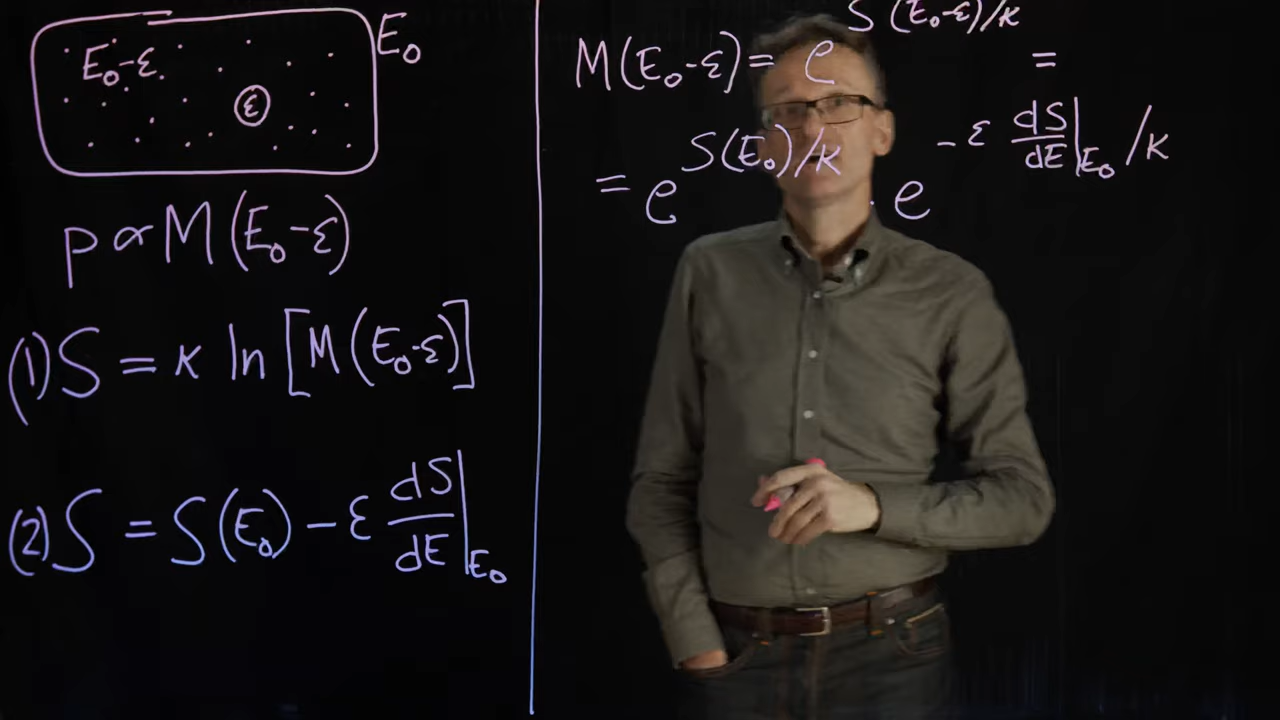 E₀-ε
E₀
ε
p ∝ M(E₀-ε)
(1) S = κ ln [M(E₀-ε)]
(2) S = S(E₀) - ε dS/dE|E₀
M(E₀-ε) = e^S(E₀-ε)/κ =
= e^S(E₀)/κ · e^-ε dS/dE|E₀ /κ